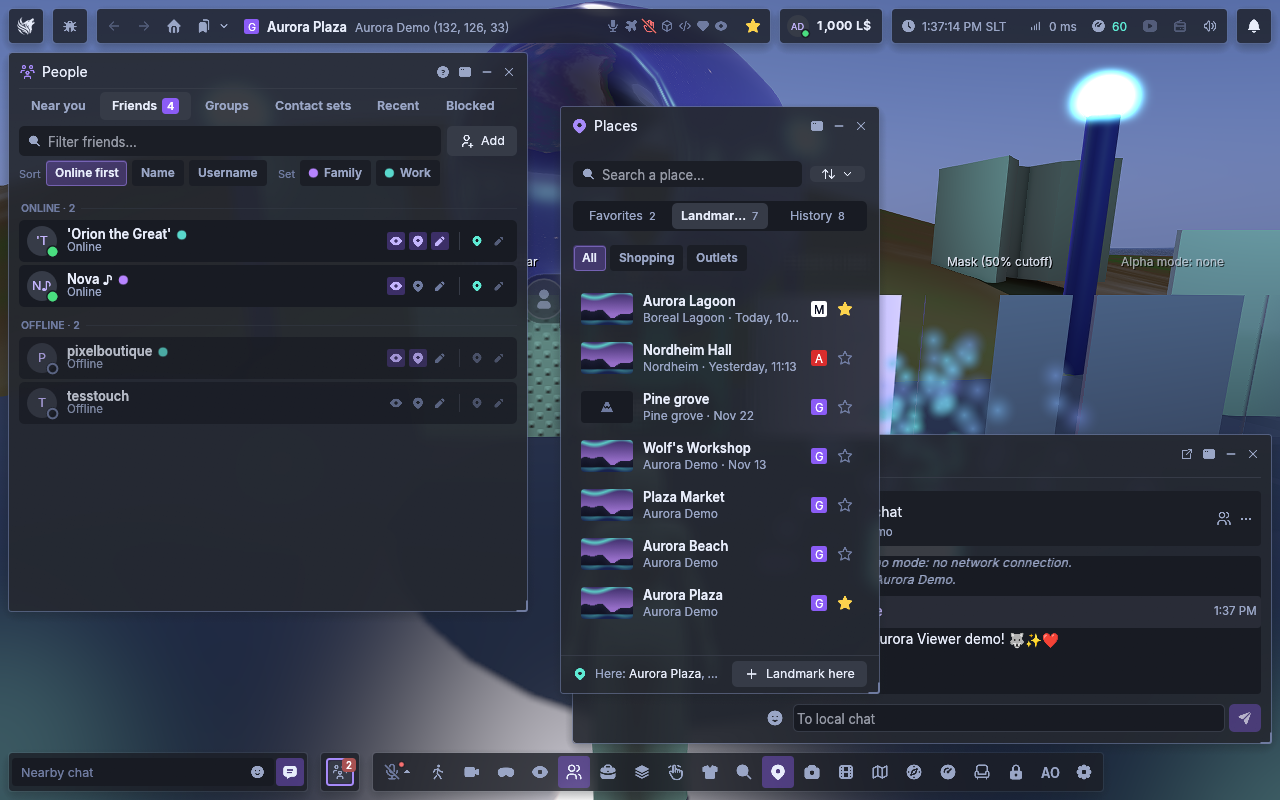 G Aurora Plaza Aurora Demo (132, 126, 33)
AD 1,000 L$
1:37:14 PM SLT 0 ms 60
People
Near you Friends 4 Groups Contact sets Recent Blocked
Filter friends...
Add
Sort Online first Name Username Set Family Work
ONLINE · 2
'T 'Orion the Great'
Online
N♪ Nova ♪
Online
OFFLINE · 2
P pixelboutique
Offline
T tesstouch
Offline
Places
Search a place...
Favorites 2 Landmar... 7 History 8
All Shopping Outlets
Aurora Lagoon
Boreal Lagoon · Today, 10...
M
Nordheim Hall
Nordheim · Yesterday, 11:13
A
Pine grove
Pine grove · Nov 22
G
Wolf's Workshop
Aurora Demo · Nov 13
G
Plaza Market
Aurora Demo
G
Aurora Beach
Aurora Demo
G
Aurora Plaza
Aurora Demo
G
Here: Aurora Plaza, ...
Landmark here
ar
Mask (50% cutoff)
Alpha mode: none
chat
mo
no mode: no network connection.
Aurora Demo.
e 1:37 PM
urora Viewer demo! 🐺✨❤️
To local chat
Nearby chat
2
AO